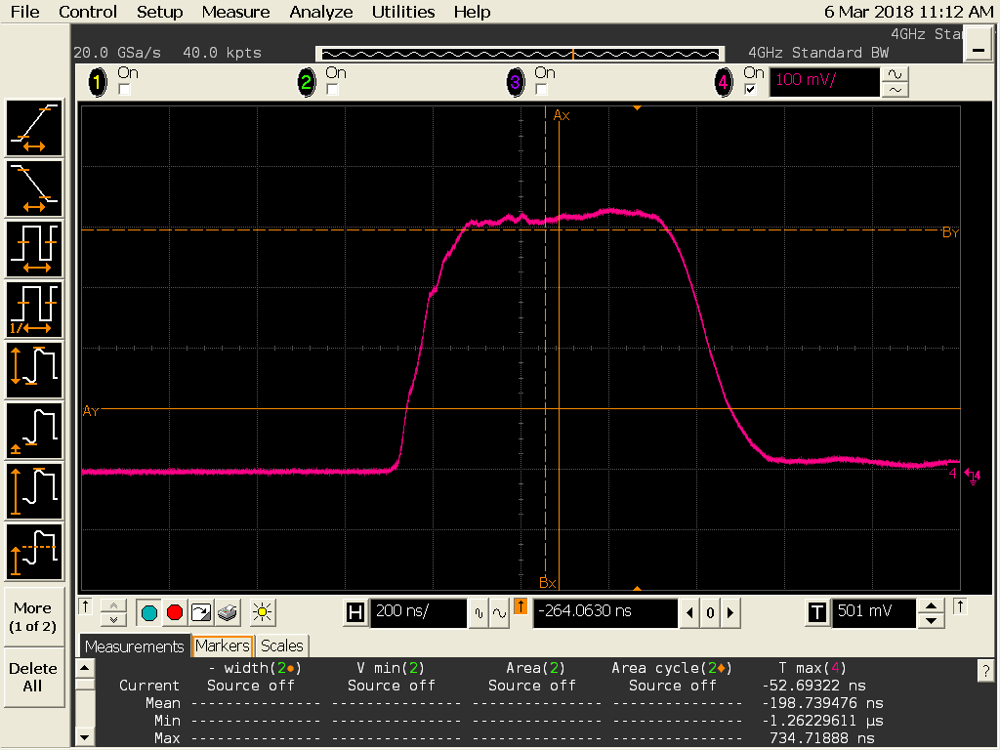 File Control Setup Measure Analyze Utilities Help 6 Mar 2018 11:12 AM
4GHz Sta
20.0 GSa/s 40.0 kpts 4GHz Standard BW
1 On 2 On 3 On 4 On 100 mV/
Ax
By
Ay
1/
4
4
Bx
More
(1 of 2)
Delete
All
H 200 ns/ -264.0630 ns 0 T 501 mV
Measurements Markers Scales
- width(2) V min(2) Area(2) Area cycle(2) T max(4) ?
Current Source off Source off Source off Source off -52.69322 ns
Mean --------------- --------------- --------------- --------------- -198.739476 ns
Min --------------- --------------- --------------- --------------- -1.26229611 µs
Max --------------- --------------- --------------- --------------- 734.71888 ns